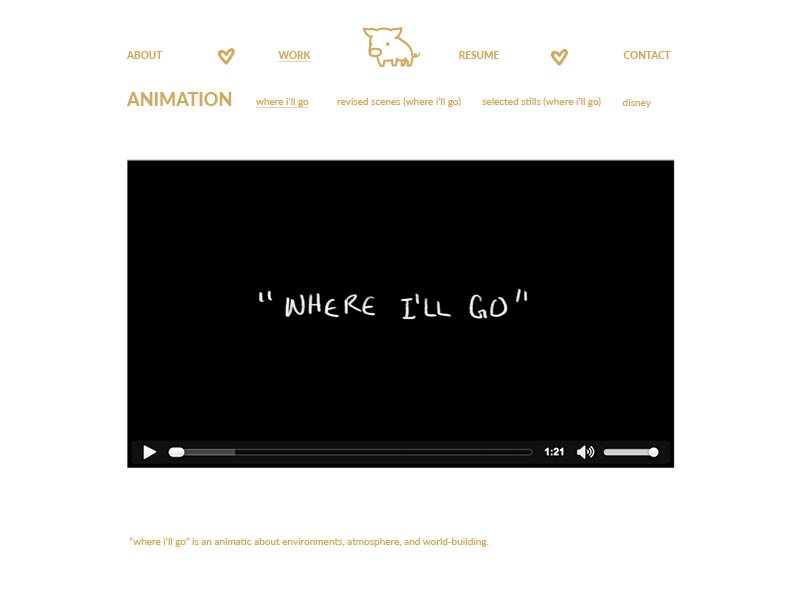 ABOUT WORK RESUME CONTACT
ANIMATION where i'll go revised scenes (where i'll go) selected stills (where i'll go) disney
"WHERE I'LL GO"
1:21
“where i'll go” is an animatic about environments, atmosphere, and world-building.